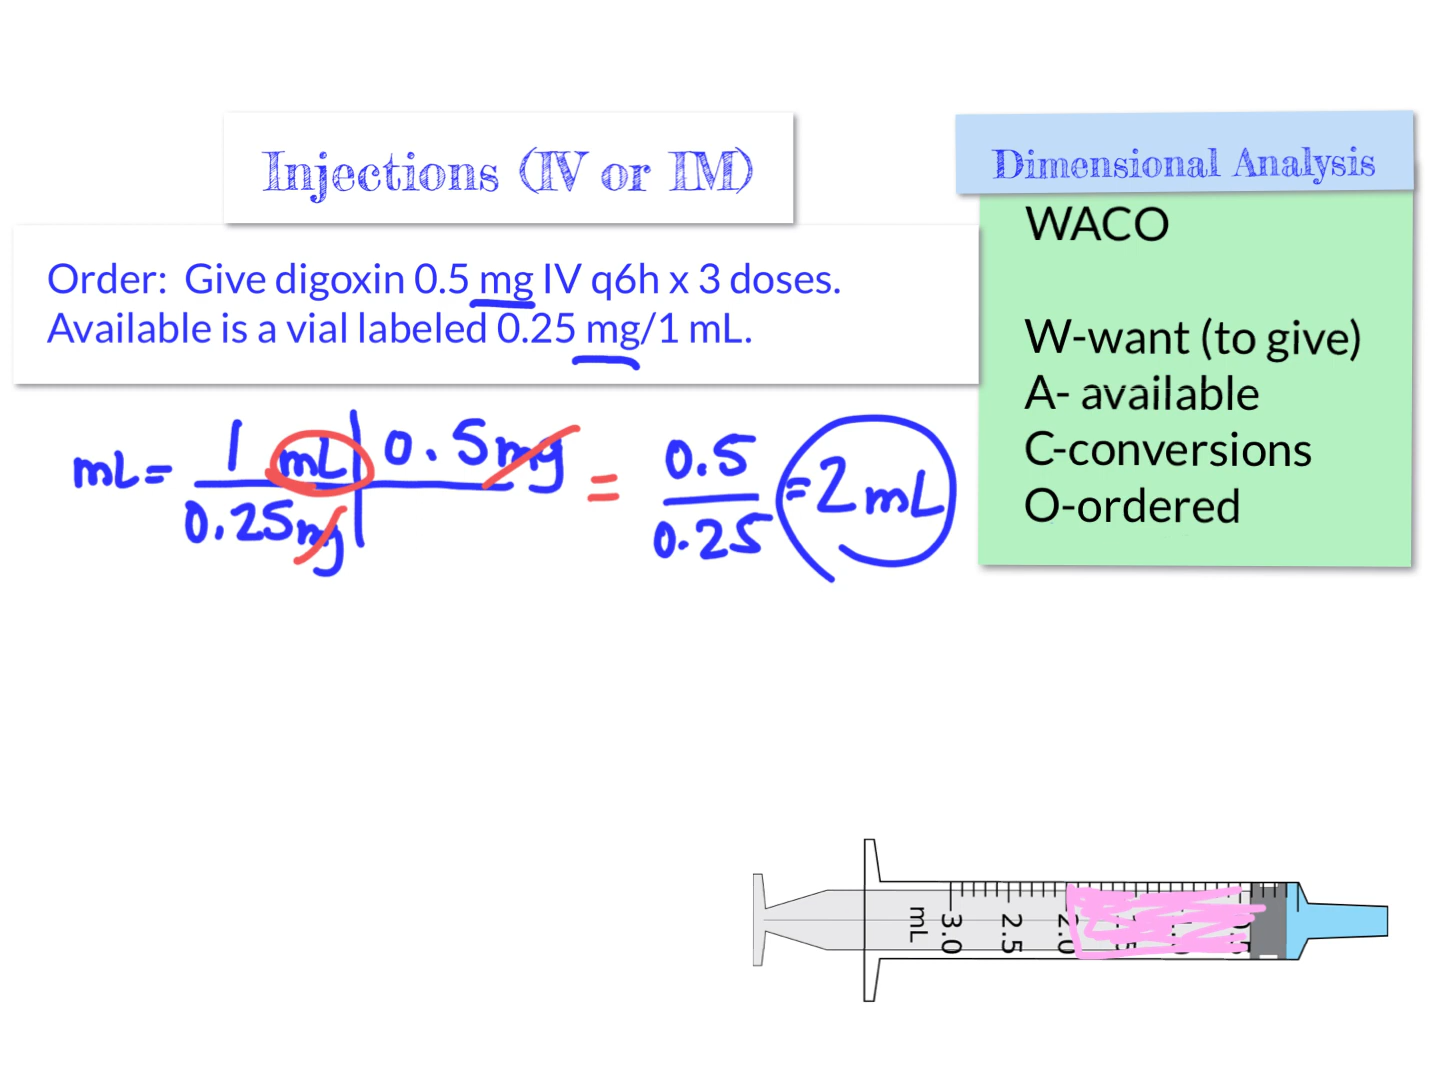 Injections (IV or IM)
Order: Give digoxin 0.5 mg IV q6h x 3 doses.
Available is a vial labeled 0.25 mg/1 mL.
mL = 1 mL | 0.5 mg = 0.5 = 2 mL
0.25 mg | 0.25
Dimensional Analysis
WACO
W-want (to give)
A- available
C-conversions
O-ordered
mL 3.0 2.5 2.0